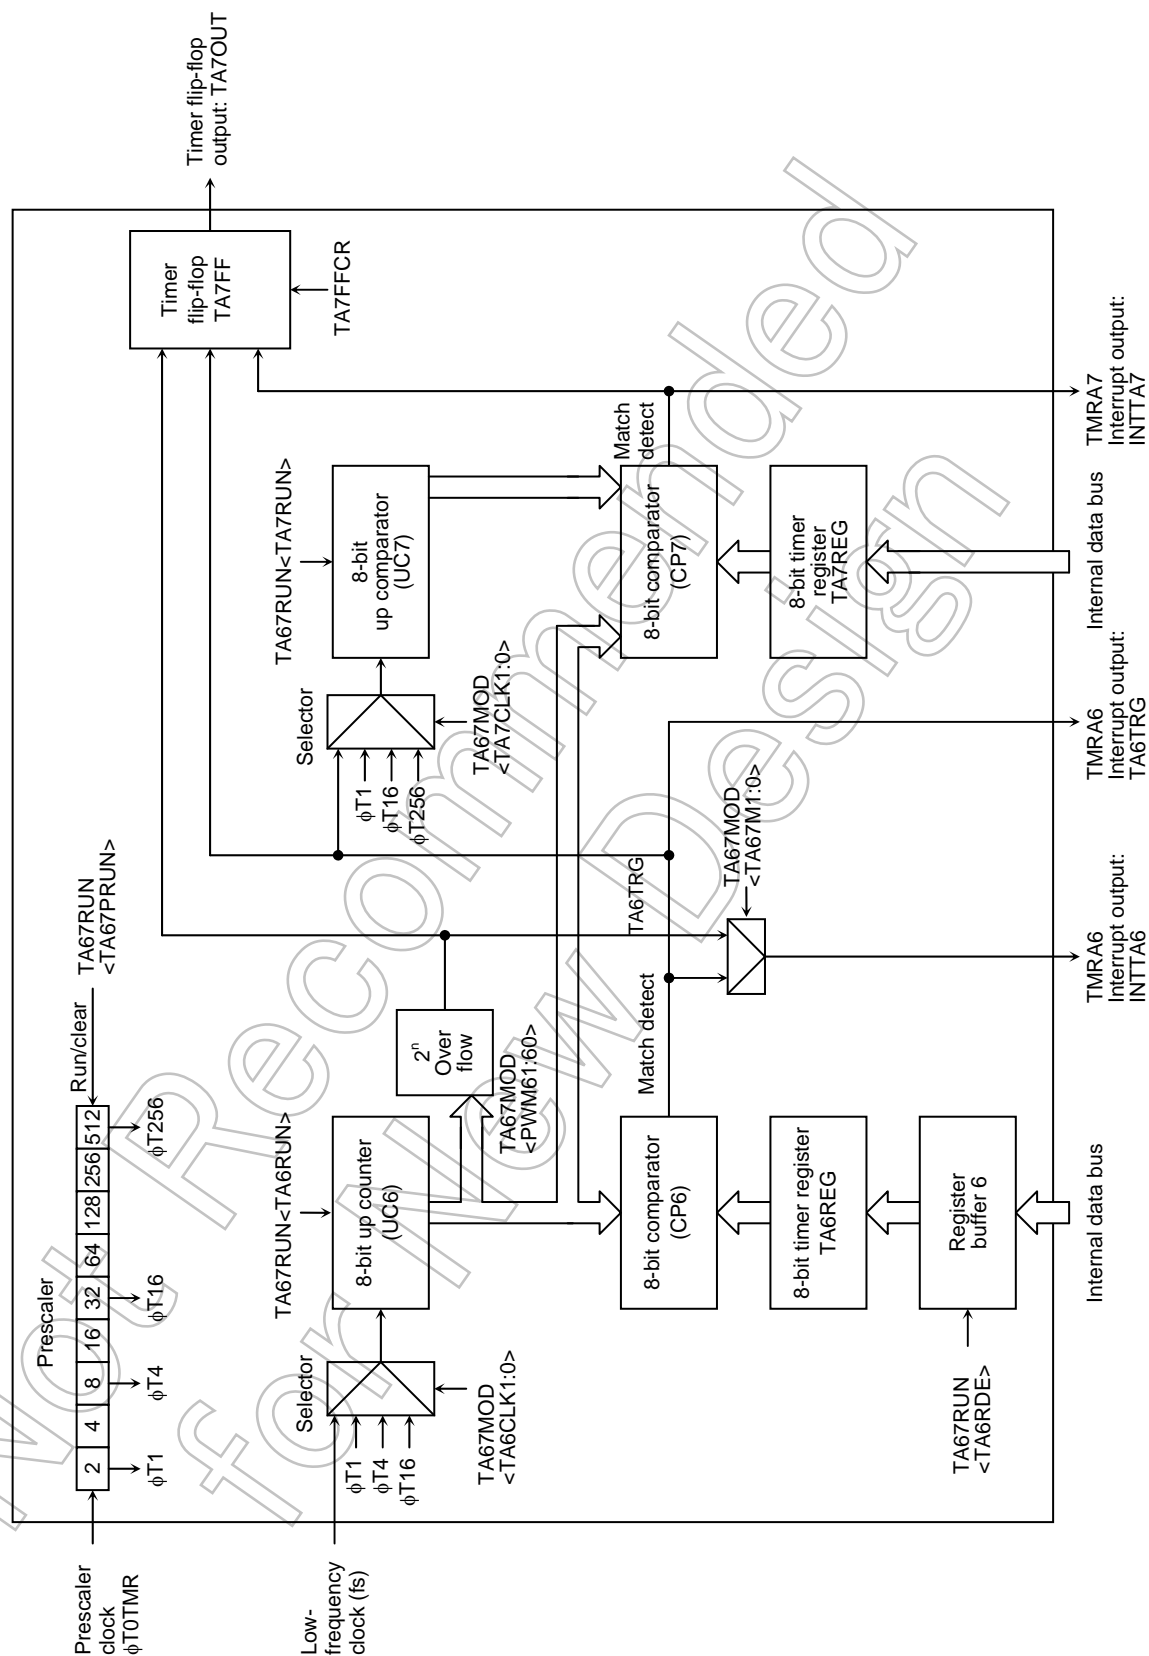 Prescaler
clock
ϕT0TMR
Prescaler
2
4
8
16
32
64
128
256
512
Run/clear
TA67RUN
<TA67PRUN>
ϕT1
ϕT4
ϕT16
ϕT256
Low-
frequency
clock (fs)
Selector
ϕT1
ϕT4
ϕT16
TA67MOD
<TA6CLK1:0>
TA67RUN<TA6RUN>
8-bit up counter
(UC6)
2ⁿ
Over
flow
TA67MOD
<PWM61:60>
Selector
ϕT1
ϕT16
ϕT256
TA67MOD
<TA7CLK1:0>
TA67RUN<TA7RUN>
8-bit
up comparator
(UC7)
Timer
flip-flop
TA7FF
TA7FFCR
Timer flip-flop
output: TA7OUT
8-bit comparator
(CP6)
Match detect
TA6TRG
TA67MOD
<TA67M1:0>
8-bit comparator
(CP7)
Match
detect
8-bit timer register
TA6REG
8-bit timer
register
TA7REG
Register
buffer 6
TA67RUN
<TA6RDE>
Internal data bus
TMRA6
Interrupt output:
INTTA6
TMRA6
Interrupt output:
TA6TRG
Internal data bus
TMRA7
Interrupt output:
INTTA7
Not Recommended
for New Design